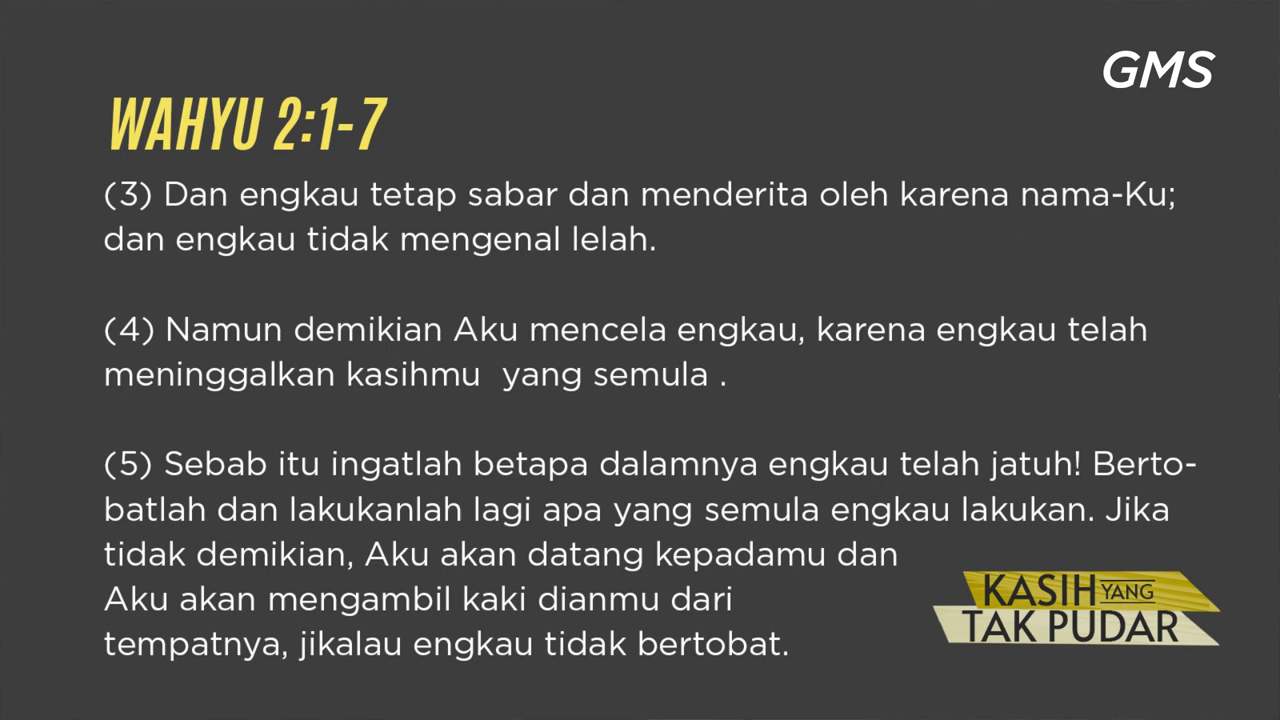 GMS
WAHYU 2:1-7
(3) Dan engkau tetap sabar dan menderita oleh karena nama-Ku;
dan engkau tidak mengenal lelah.
(4) Namun demikian Aku mencela engkau, karena engkau telah
meninggalkan kasihmu  yang semula .
(5) Sebab itu ingatlah betapa dalamnya engkau telah jatuh! Berto-
batlah dan lakukanlah lagi apa yang semula engkau lakukan. Jika
tidak demikian, Aku akan datang kepadamu dan
Aku akan mengambil kaki dianmu dari
tempatnya, jikalau engkau tidak bertobat.
KASIH YANG
TAK PUDAR